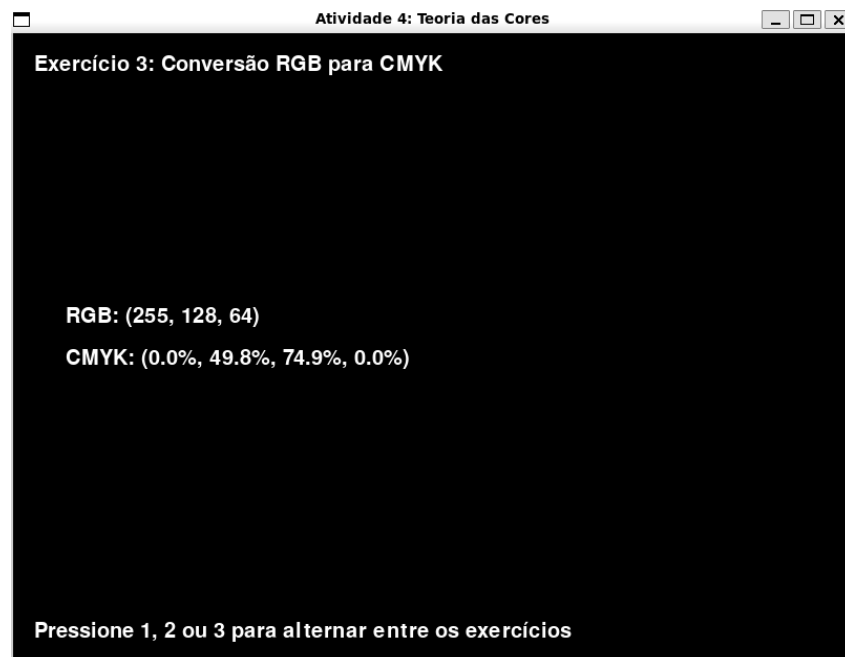 Atividade 4: Teoria das Cores
Exercício 3: Conversão RGB para CMYK
RGB: (255, 128, 64)
CMYK: (0.0%, 49.8%, 74.9%, 0.0%)
Pressione 1, 2 ou 3 para alternar entre os exercícios